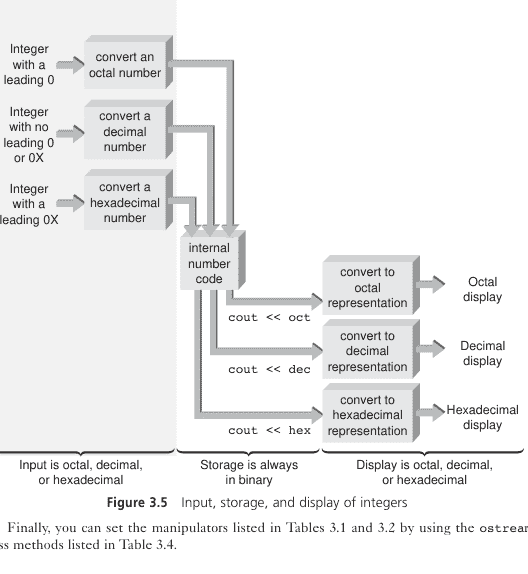 Integer
with a
leading 0
convert an
octal number
Integer
with no
leading 0
or 0X
convert a
decimal
number
Integer
with a
leading 0X
convert a
hexadecimal
number
internal
number
code
convert to
octal
representation
Octal
display
cout << oct
convert to
decimal
representation
Decimal
display
cout << dec
convert to
hexadecimal
representation
Hexadecimal
display
cout << hex
Input is octal, decimal,
or hexadecimal
Storage is always
in binary
Display is octal, decimal,
or hexadecimal
Figure 3.5 Input, storage, and display of integers
Finally, you can set the manipulators listed in Tables 3.1 and 3.2 by using the ostrea
ss methods listed in Table 3.4.